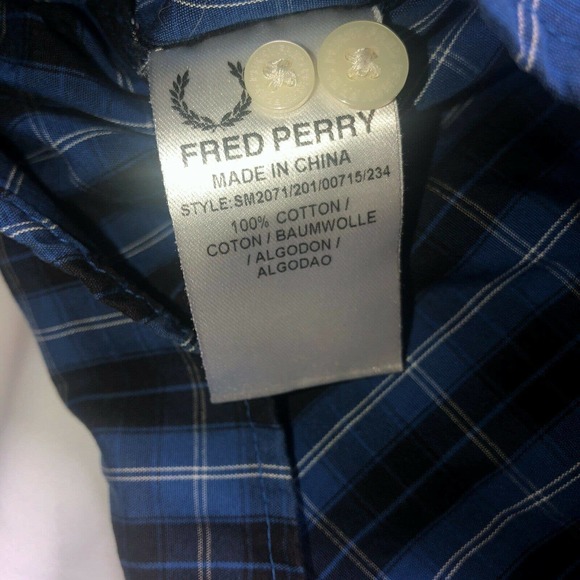 FRED PERRY
MADE IN CHINA
STYLE:SM2071/201/00715/234
100% COTTON/
COTON / BAUMWOLLE
/ ALGODON /
ALGODAO